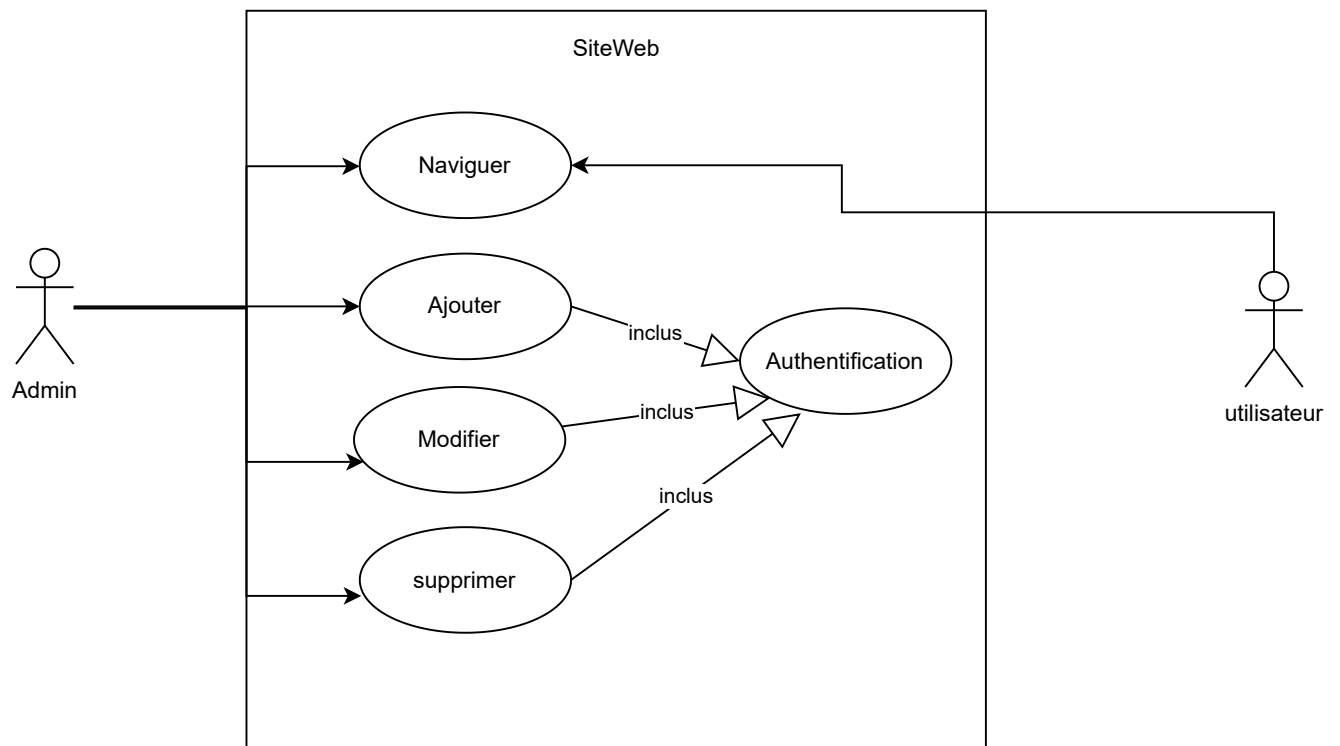 SiteWeb
Naviguer
Ajouter
inclus
Authentification
Admin
inclus
utilisateur
Modifier
inclus
supprimer